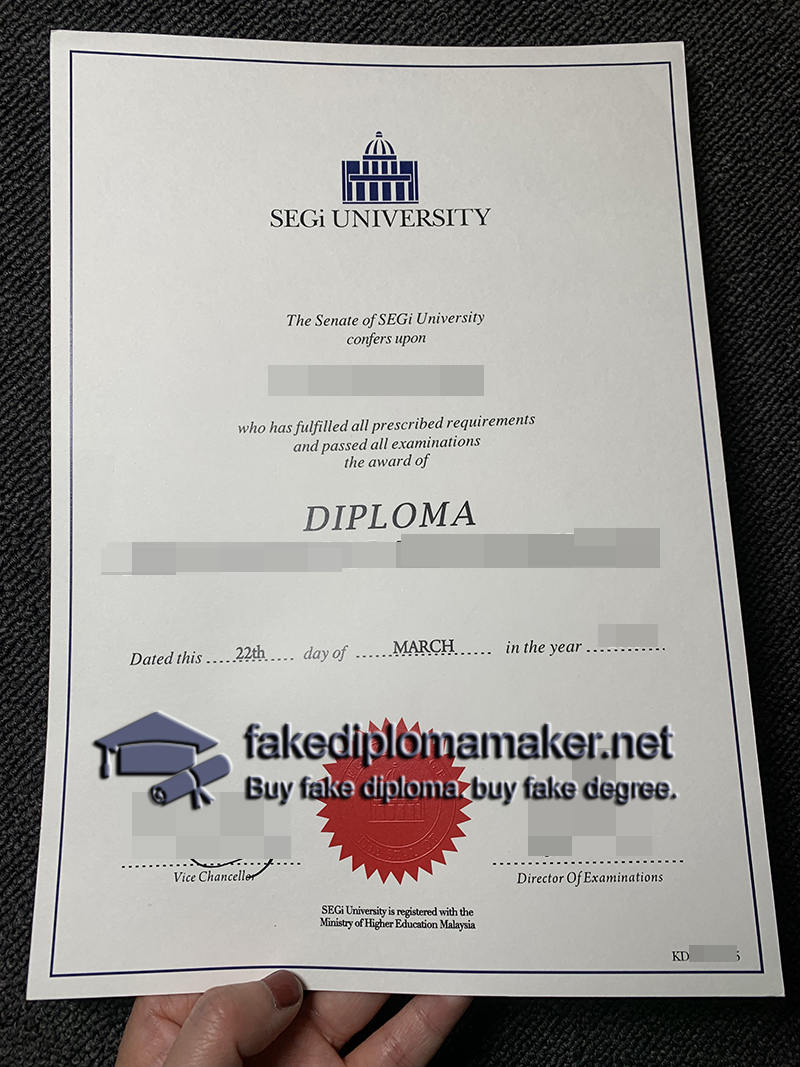 SEGi UNIVERSITY
The Senate of SEGi University
confers upon
who has fulfilled all prescribed requirements
and passed all examinations
the award of
DIPLOMA
Dated this 22th day of MARCH in the year
fakediplomamaker.net
Buy fake diploma, buy fake degree.
Vice Chancellor
Director Of Examinations
SEGi University is registered with the
Ministry of Higher Education Malaysia
KD 5